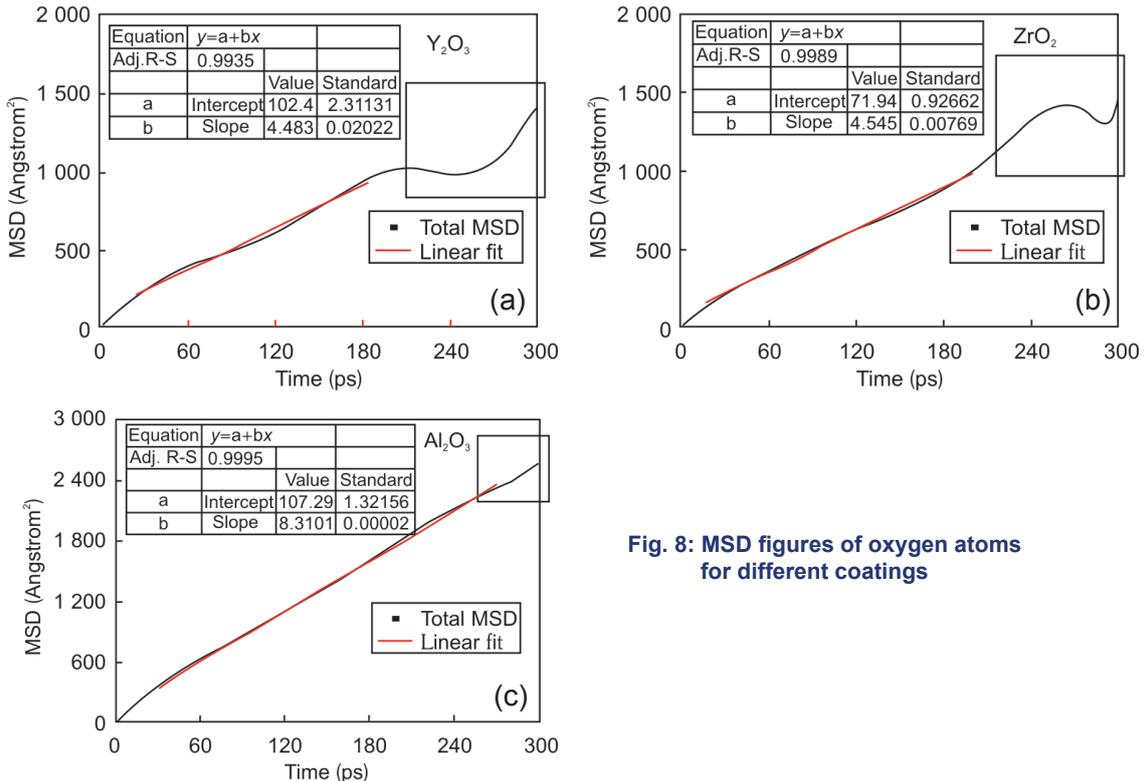 2 000
1 500
1 000
500
0
MSD (Angstrom²)
Equation y=a+bx
Adj.R-S 0.9935
Value Standard
a Intercept 102.4 2.31131
b Slope 4.483 0.02022
Y₂O₃
Total MSD
Linear fit
(a)
0 60 120 180 240 300
Time (ps)
2 000
1 500
1 000
500
0
MSD (Angstrom²)
Equation y=a+bx
Adj.R-S 0.9989
Value Standard
a Intercept 71.94 0.92662
b Slope 4.545 0.00769
ZrO₂
Total MSD
Linear fit
(b)
0 60 120 180 240 300
Time (ps)
3 000
2 400
1 800
1 200
600
0
MSD (Angstrom²)
Equation y=a+bx
Adj. R-S 0.9995
Value Standard
a Intercept 107.29 1.32156
b Slope 8.3101 0.00002
Al₂O₃
Total MSD
Linear fit
(c)
0 60 120 180 240 300
Time (ps)
Fig. 8: MSD figures of oxygen atoms
for different coatings